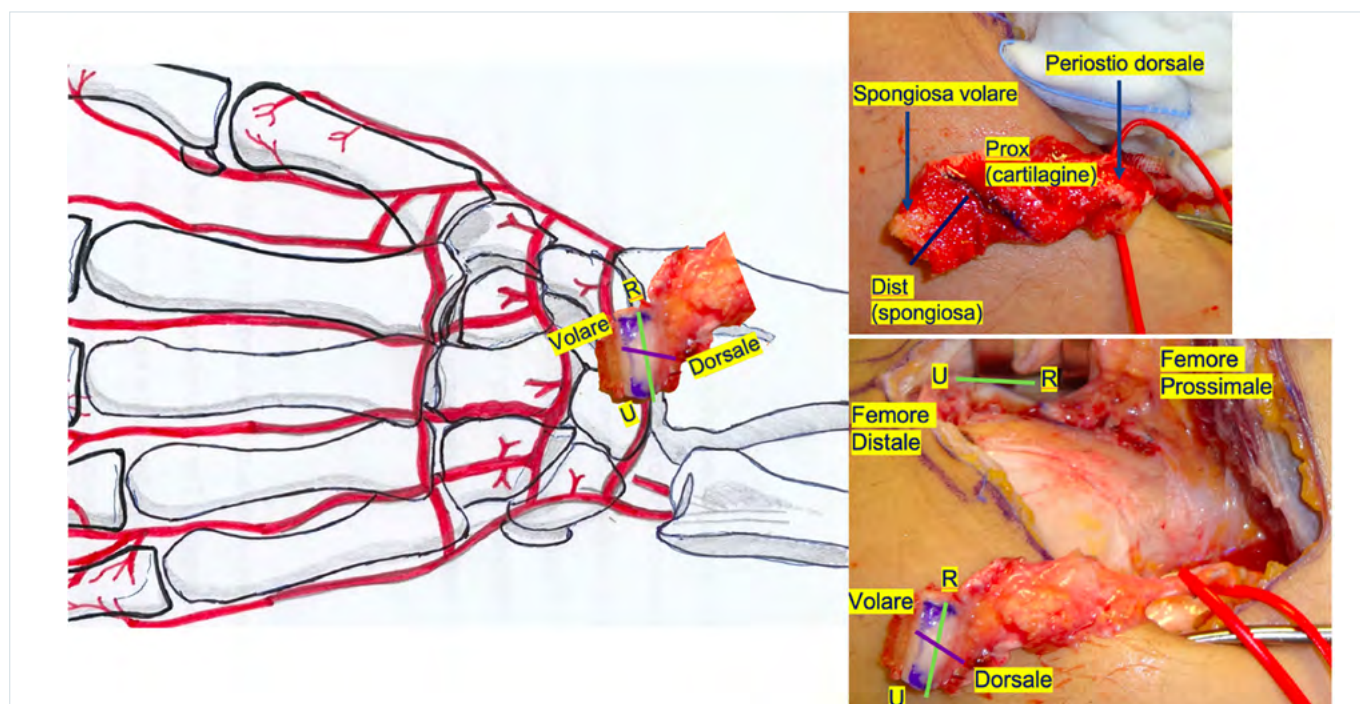 R
Volare
Dorsale
U
Periostio dorsale
Spongiosa volare
Prox
(cartilagine)
Dist
(spongiosa)
U
R
Femore
Prossimale
Femore
Distale
R
Volare
Dorsale
U